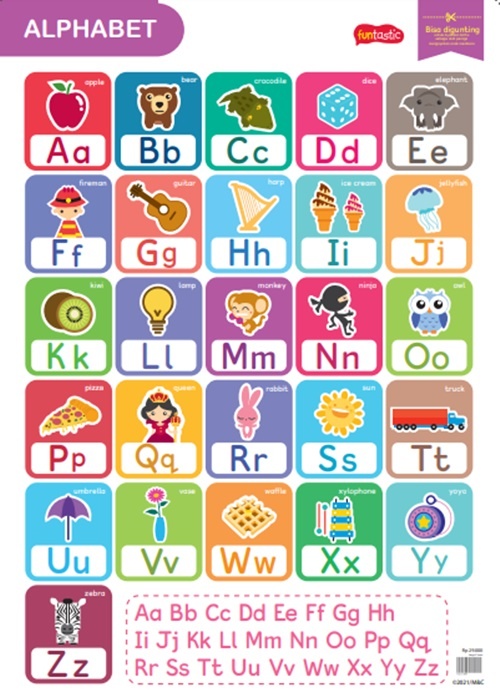 ALPHABET
funtastic
Bisa digunting
apple
Aa
bear
Bb
crocodile
Cc
dice
Dd
elephant
Ee
fireman
Ff
guitar
Gg
harp
Hh
ice cream
Ii
jellyfish
Jj
kiwi
Kk
lamp
Ll
monkey
Mm
ninja
Nn
owl
Oo
pizza
Pp
queen
Qq
rabbit
Rr
sun
Ss
truck
Tt
umbrella
Uu
vase
Vv
waffle
Ww
xylophone
Xx
yoyo
Yy
zebra
Zz
Aa Bb Cc Dd Ee Ff Gg Hh
Ii Jj Kk Ll Mm Nn Oo Pp Qq
Rr Ss Tt Uu Vv Ww Xx Yy Zz
©2021/M&C